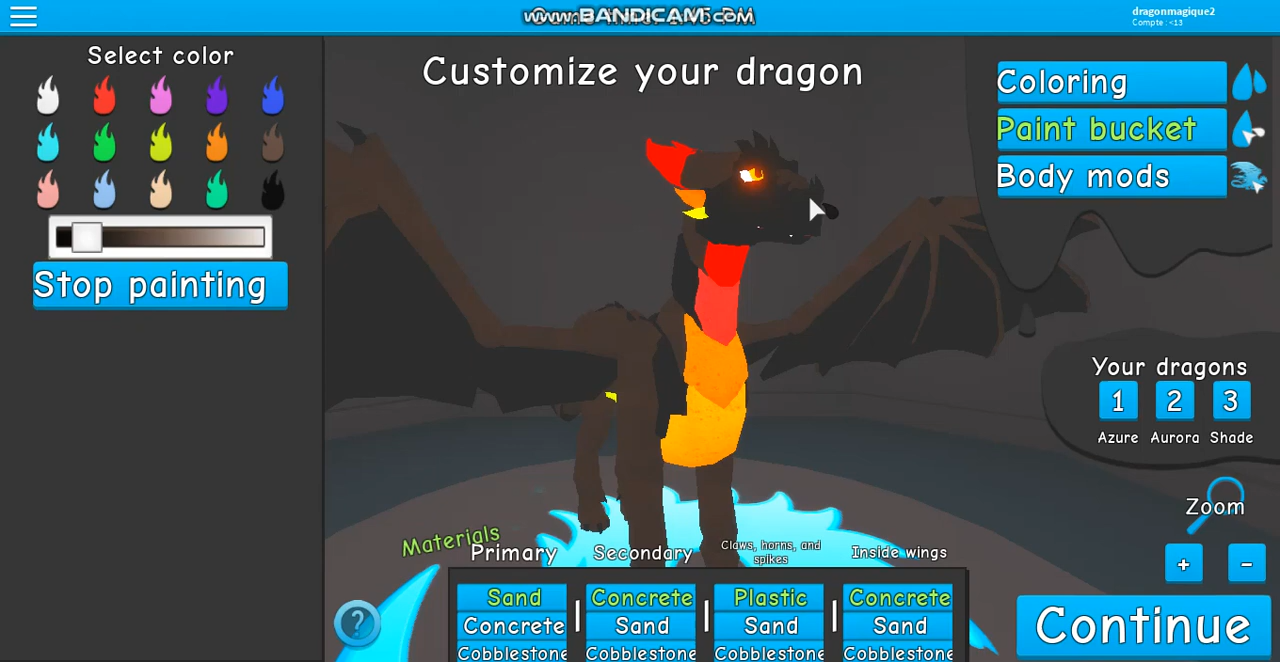 www.BANDICAM.com
dragonmagique2
Compte : <13
Select color
Customize your dragon
Coloring
Paint bucket
Body mods
Stop painting
Your dragons
1 2 3
Azure Aurora Shade
Zoom
+ -
Materials
Primary Secondary Claws, horns, and spikes Inside wings
Sand Concrete Plastic Concrete
Concrete Sand Sand Sand
Cobblestone Cobblestone Cobblestone Cobblestone
?
Continue